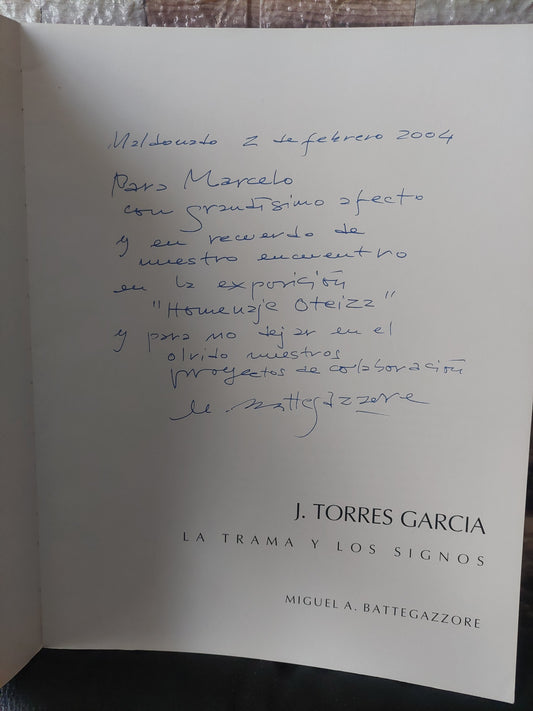 Maldonado 2 de febrero 2004
Para Marcelo
con grandísimo afecto
y en recuerdo de
nuestro encuentro
en la exposición
"Homenaje Oteiza"
y para no dejar en el
olvido nuestros
proyectos de colaboración
M. Battegazzore
J. TORRES GARCIA
LA TRAMA Y LOS SIGNOS
MIGUEL A. BATTEGAZZORE